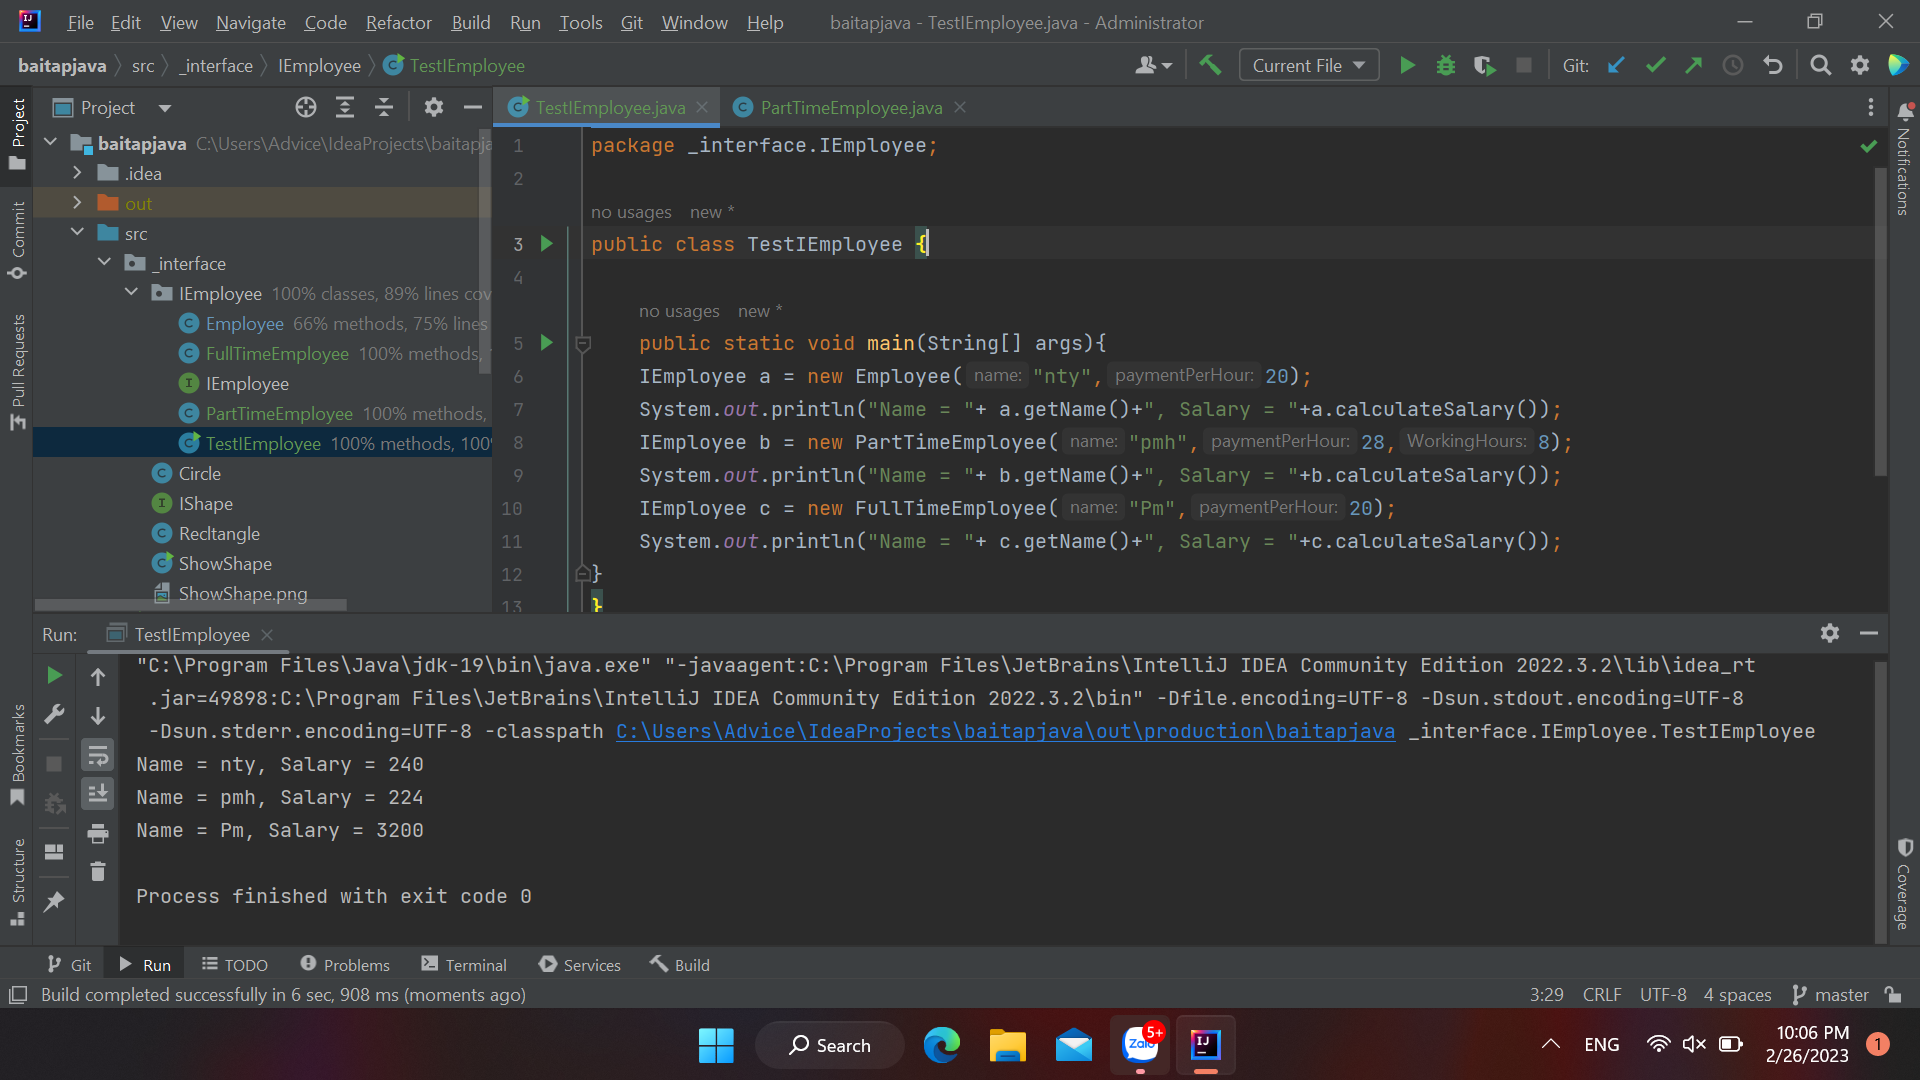 File Edit View Navigate Code Refactor Build Run Tools Git Window Help baitapjava - TestIEmployee.java - Administrator
baitapjava src _interface IEmployee TestIEmployee Current File Git:
Project
TestIEmployee.java PartTimeEmployee.java
baitapjava C:\Users\Advice\IdeaProjects\baitapja
.idea
out
src
_interface
IEmployee 100% classes, 89% lines cov
Employee 66% methods, 75% lines
FullTimeEmployee 100% methods,
IEmployee
PartTimeEmployee 100% methods,
TestIEmployee 100% methods, 100%
Circle
IShape
Recltangle
ShowShape
ShowShape.png
1 package _interface.IEmployee;
2
no usages new *
3 public class TestIEmployee {
4
no usages new *
5 public static void main(String[] args){
6 IEmployee a = new Employee( name: "nty", paymentPerHour: 20);
7 System.out.println("Name = "+ a.getName()+", Salary = "+a.calculateSalary());
8 IEmployee b = new PartTimeEmployee( name: "pmh", paymentPerHour: 28, WorkingHours: 8);
9 System.out.println("Name = "+ b.getName()+", Salary = "+b.calculateSalary());
10 IEmployee c = new FullTimeEmployee( name: "Pm", paymentPerHour: 20);
11 System.out.println("Name = "+ c.getName()+", Salary = "+c.calculateSalary());
12 }
13 }
Project
Commit
Pull Requests
Bookmarks
Structure
Notifications
Coverage
Run: TestIEmployee
"C:\Program Files\Java\jdk-19\bin\java.exe" "-javaagent:C:\Program Files\JetBrains\IntelliJ IDEA Community Edition 2022.3.2\lib\idea_rt
.jar=49898:C:\Program Files\JetBrains\IntelliJ IDEA Community Edition 2022.3.2\bin" -Dfile.encoding=UTF-8 -Dsun.stdout.encoding=UTF-8
-Dsun.stderr.encoding=UTF-8 -classpath C:\Users\Advice\IdeaProjects\baitapjava\out\production\baitapjava _interface.IEmployee.TestIEmployee
Name = nty, Salary = 240
Name = pmh, Salary = 224
Name = Pm, Salary = 3200
Process finished with exit code 0
Git Run TODO Problems Terminal Services Build
Build completed successfully in 6 sec, 908 ms (moments ago) 3:29 CRLF UTF-8 4 spaces master
Search Zalo 5+ IJ ENG 10:06 PM
2/26/2023 1